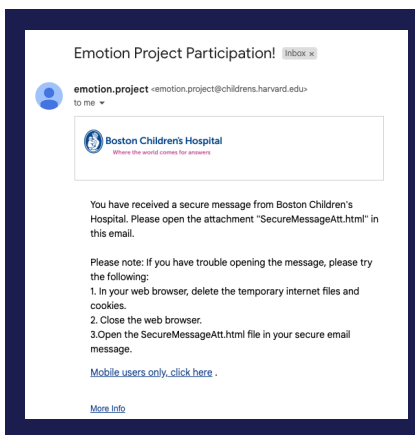 Emotion Project Participation! Inbox ×
emotion.project <emotion.project@childrens.harvard.edu>
to me
Boston Children's Hospital
Where the world comes for answers
You have received a secure message from Boston Children's
Hospital. Please open the attachment "SecureMessageAtt.html" in
this email.
Please note: If you have trouble opening the message, please try
the following:
1. In your web browser, delete the temporary internet files and
cookies.
2. Close the web browser.
3.Open the SecureMessageAtt.html file in your secure email
message.
Mobile users only, click here .
More Info